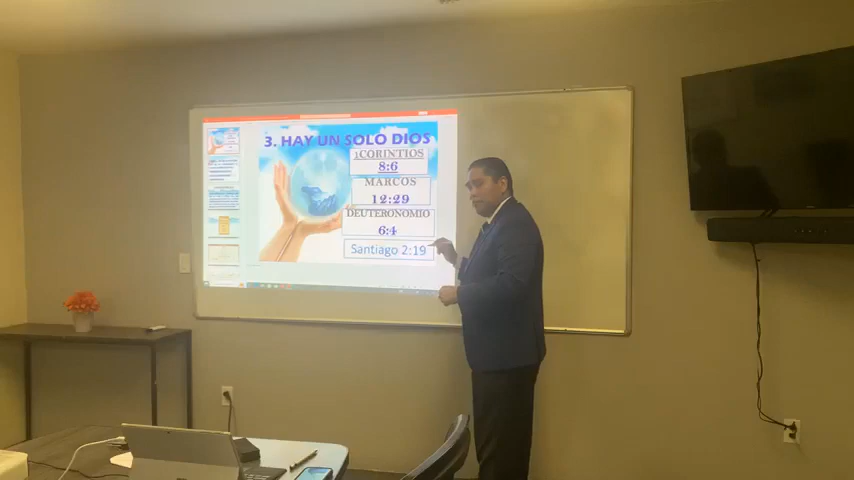 3. HAY UN SOLO DIOS
1CORINTIOS
8:6
MARCOS
12:29
DEUTERONOMIO
6:4
Santiago 2:19